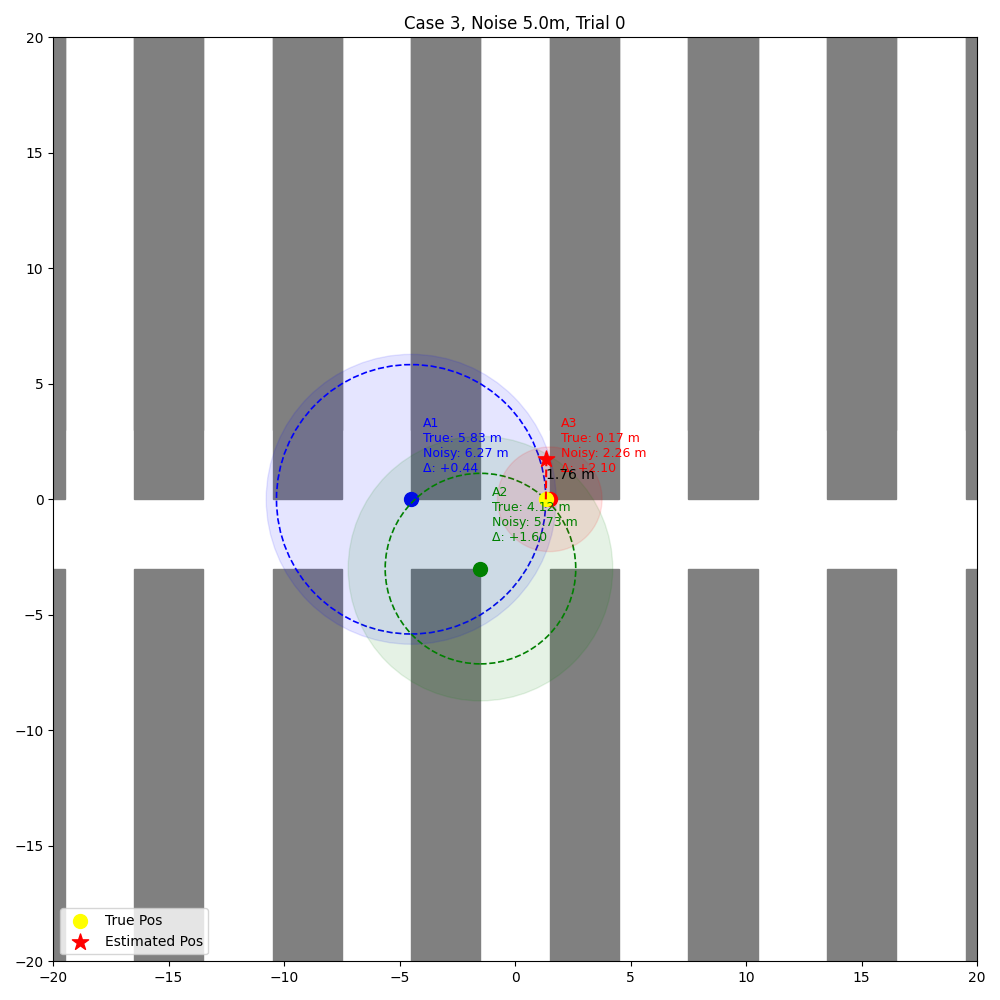 Case 3, Noise 5.0m, Trial 0
20
15
10
5
0
−5
−10
−15
−20
A1
True: 5.83 m
Noisy: 6.27 m
Δ: +0.44
A3
True: 0.17 m
Noisy: 2.26 m
Δ: +2.10
1.76 m
A2
True: 4.12 m
Noisy: 5.73 m
Δ: +1.60
True Pos
Estimated Pos
−20
−15
−10
−5
0
5
10
15
20